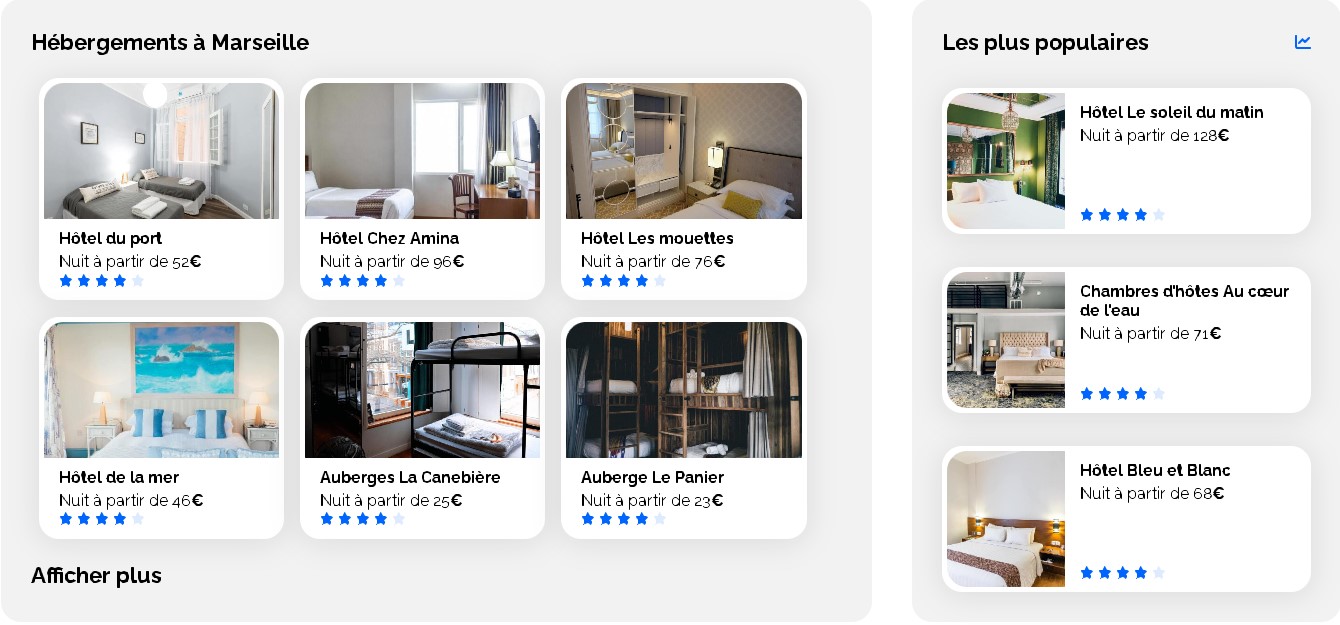 Hébergements à Marseille
Hôtel du port
Nuit à partir de 52€
Hôtel Chez Amina
Nuit à partir de 96€
Hôtel Les mouettes
Nuit à partir de 76€
Hôtel de la mer
Nuit à partir de 46€
Auberges La Canebière
Nuit à partir de 25€
Auberge Le Panier
Nuit à partir de 23€
Afficher plus
Les plus populaires
Hôtel Le soleil du matin
Nuit à partir de 128€
Chambres d'hôtes Au cœur
de l'eau
Nuit à partir de 71€
Hôtel Bleu et Blanc
Nuit à partir de 68€